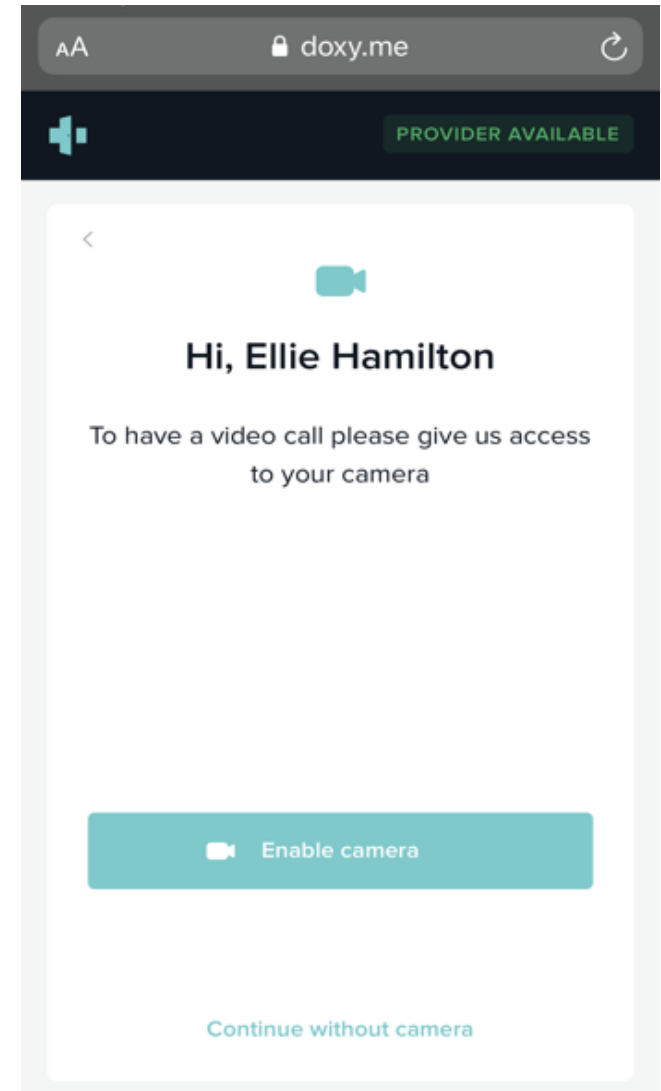 AA
doxy.me
PROVIDER AVAILABLE
Hi, Ellie Hamilton
To have a video call please give us access
to your camera
Enable camera
Continue without camera